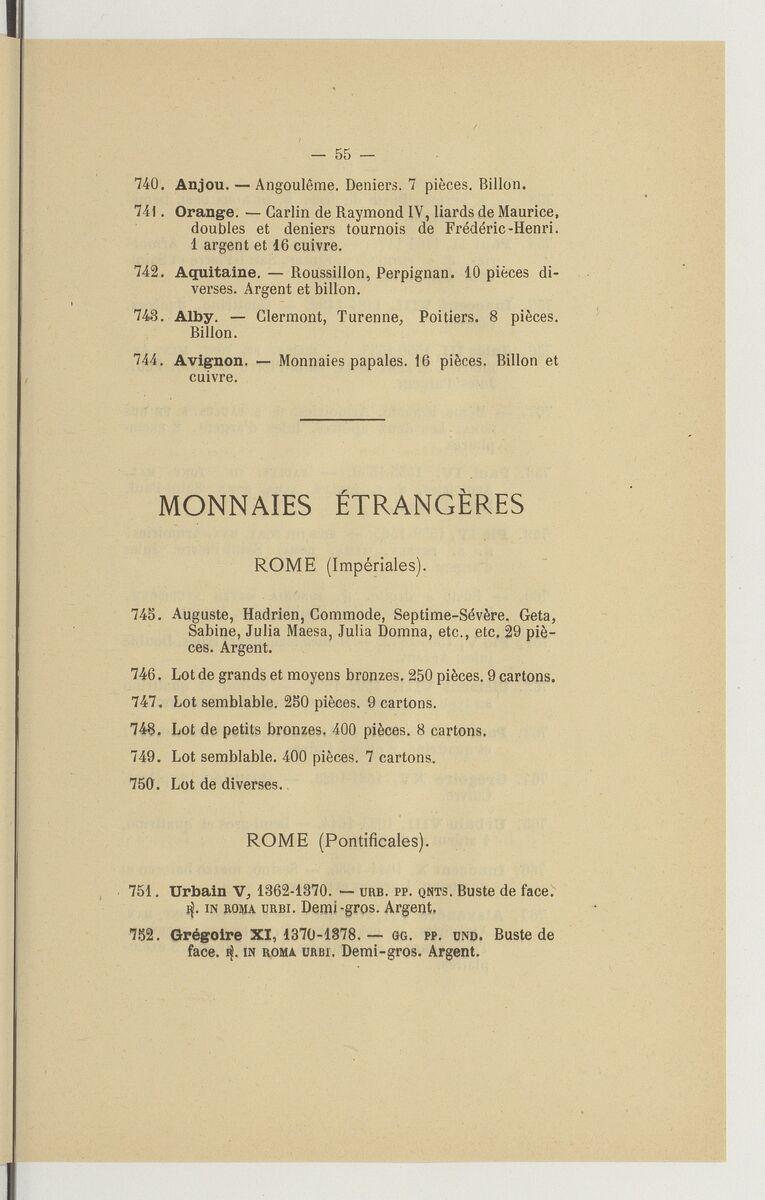 — 55 —
740. Anjou. — Angoulême. Deniers. 7 pièces. Billon.
741. Orange. — Carlin de Raymond IV, liards de Maurice,
doubles et deniers tournois de Frédéric-Henri.
1 argent et 16 cuivre.
742. Aquitaine. — Roussillon, Perpignan. 10 pièces di-
verses. Argent et billon.
743. Alby. — Clermont, Turenne, Poitiers. 8 pièces.
Billon.
744. Avignon. — Monnaies papales. 16 pièces. Billon et
cuivre.
MONNAIES ÉTRANGÈRES
ROME (Impériales).
745. Auguste, Hadrien, Commode, Septime-Sévère. Geta,
Sabine, Julia Maesa, Julia Domna, etc., etc. 29 piè-
ces. Argent.
746. Lot de grands et moyens bronzes. 250 pièces. 9 cartons.
747. Lot semblable. 250 pièces. 9 cartons.
748. Lot de petits bronzes. 400 pièces. 8 cartons.
749. Lot semblable. 400 pièces. 7 cartons.
750. Lot de diverses.
ROME (Pontificales).
751. Urbain V, 1362-1370. — URB. PP. QNTS. Buste de face.
℟. IN ROMA URBI. Demi-gros. Argent.
752. Grégoire XI, 1370-1378. — GG. PP. UND. Buste de
face. ℟. IN ROMA URBI. Demi-gros. Argent.